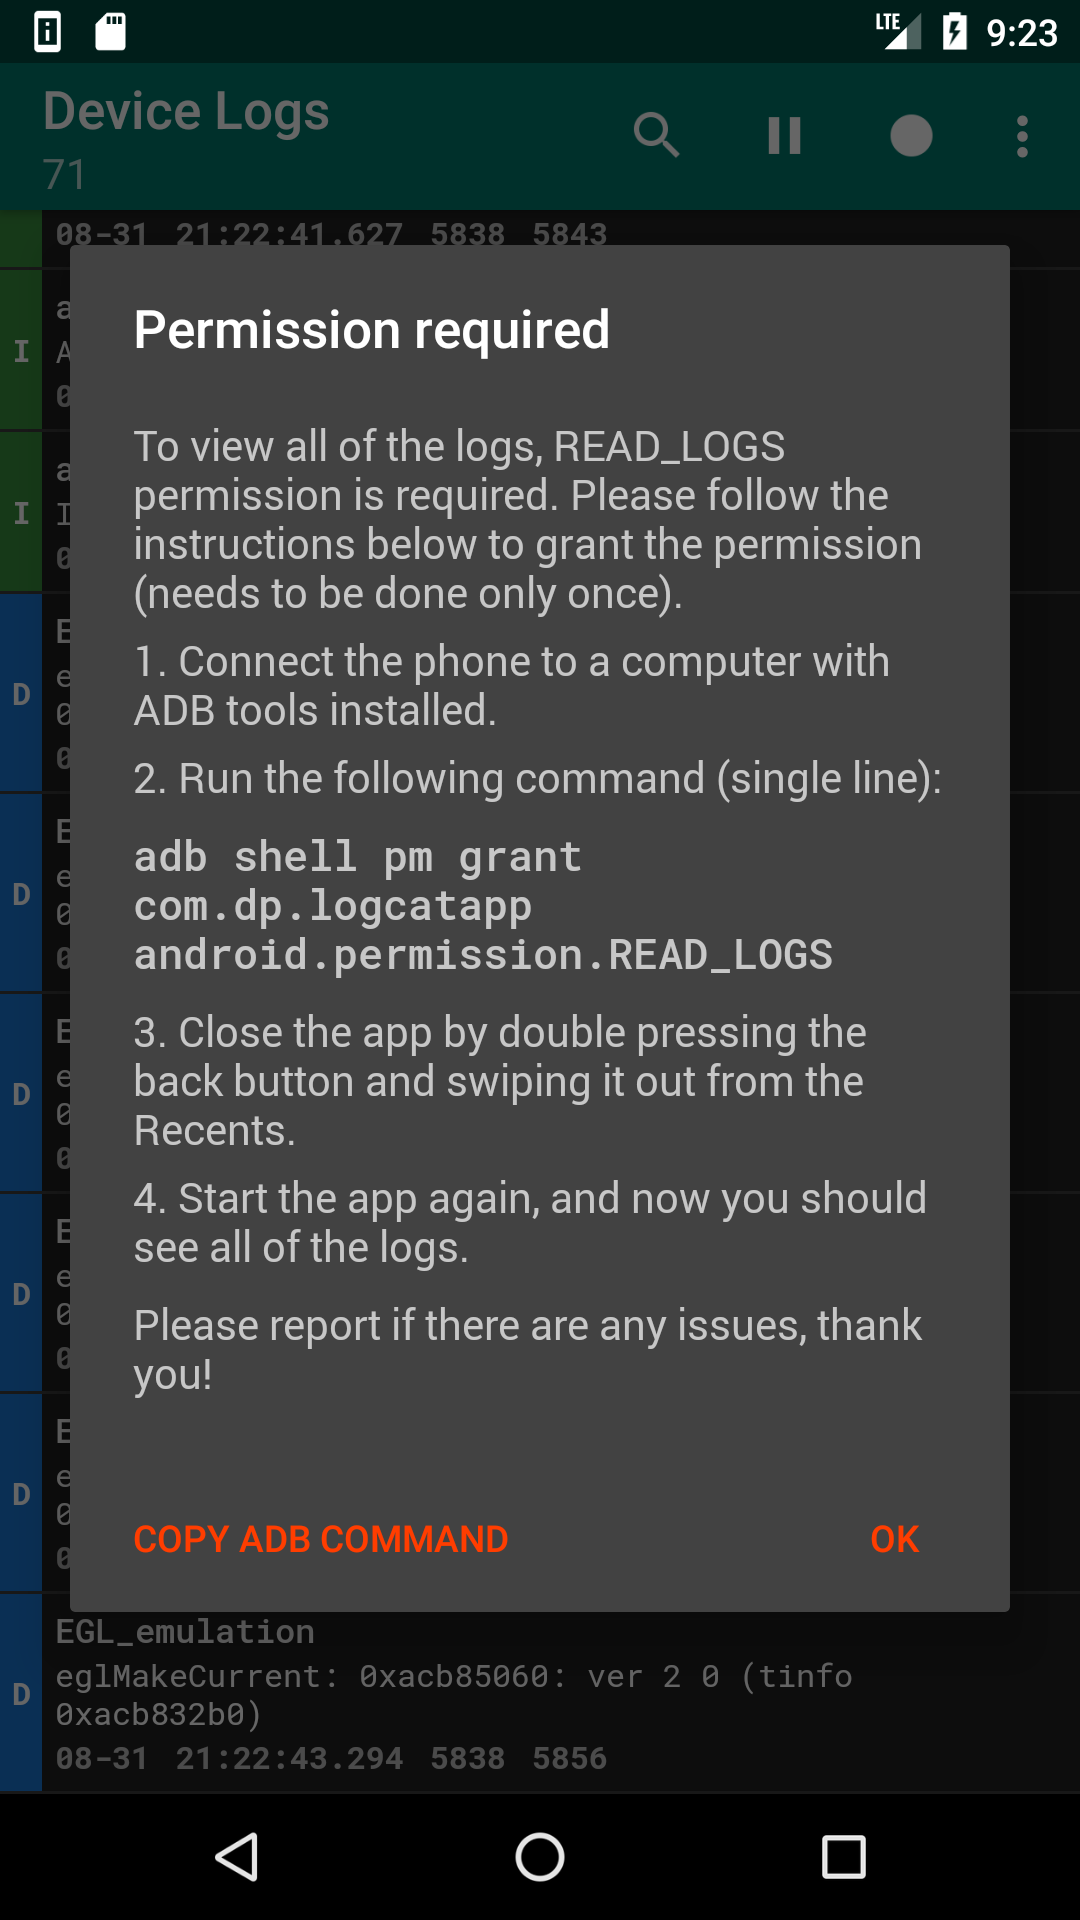 LTE 9:23
Device Logs
71
08-31 21:22:41.627 5838 5843
Permission required
To view all of the logs, READ_LOGS
permission is required. Please follow the
instructions below to grant the permission
(needs to be done only once).
1. Connect the phone to a computer with
ADB tools installed.
2. Run the following command (single line):
adb shell pm grant
com.dp.logcatapp
android.permission.READ_LOGS
3. Close the app by double pressing the
back button and swiping it out from the
Recents.
4. Start the app again, and now you should
see all of the logs.
Please report if there are any issues, thank
you!
COPY ADB COMMAND OK
I
I
D
D
D
D
D
EGL_emulation
D eglMakeCurrent: 0xacb85060: ver 2 0 (tinfo
0xacb832b0)
08-31 21:22:43.294 5838 5856